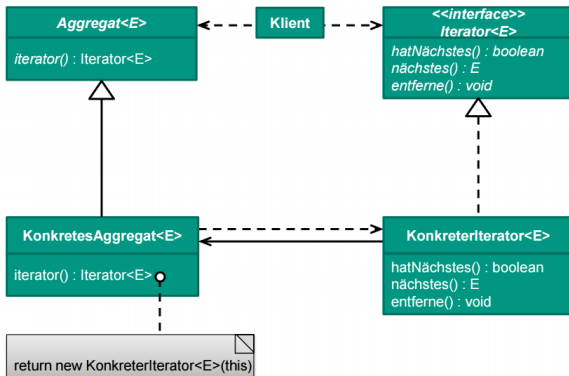 Aggregat<E>
iterator() : Iterator<E>
Klient
<<interface>>
Iterator<E>
hatNächstes() : boolean
nächstes() : E
entferne() : void
KonkretesAggregat<E>
iterator() : Iterator<E>
KonkreterIterator<E>
hatNächstes() : boolean
nächstes() : E
entferne() : void
return new KonkreterIterator<E>(this)